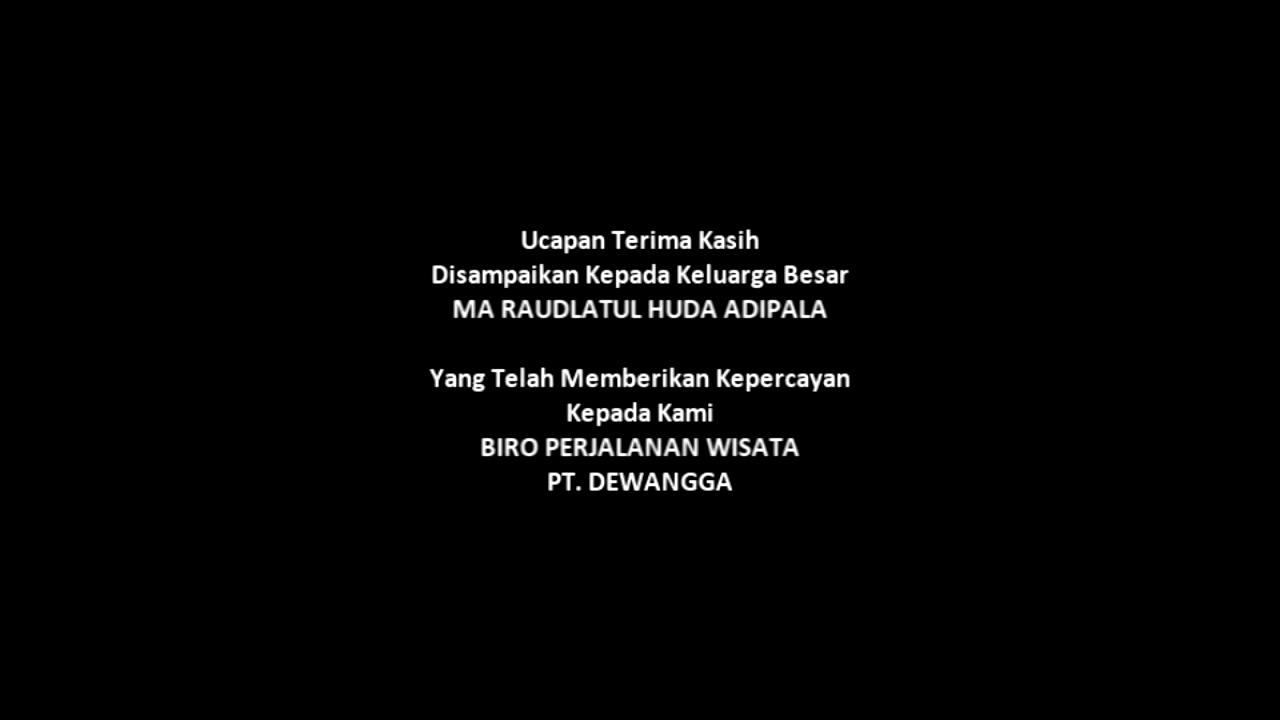 Ucapan Terima Kasih
Disampaikan Kepada Keluarga Besar
MA RAUDLATUL HUDA ADIPALA
Yang Telah Memberikan Kepercayan
Kepada Kami
BIRO PERJALANAN WISATA
PT. DEWANGGA